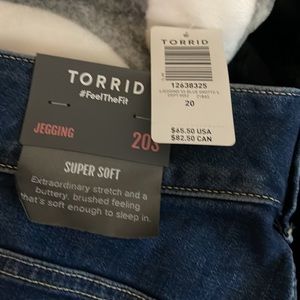 TORRID
#FeelTheFit
JEGGING
20S
SUPER SOFT
Extraordinary stretch and a
buttery, brushed feeling
that's soft enough to sleep in.
TORRID
12638325
20
$65.50 USA
$82.50 CAN